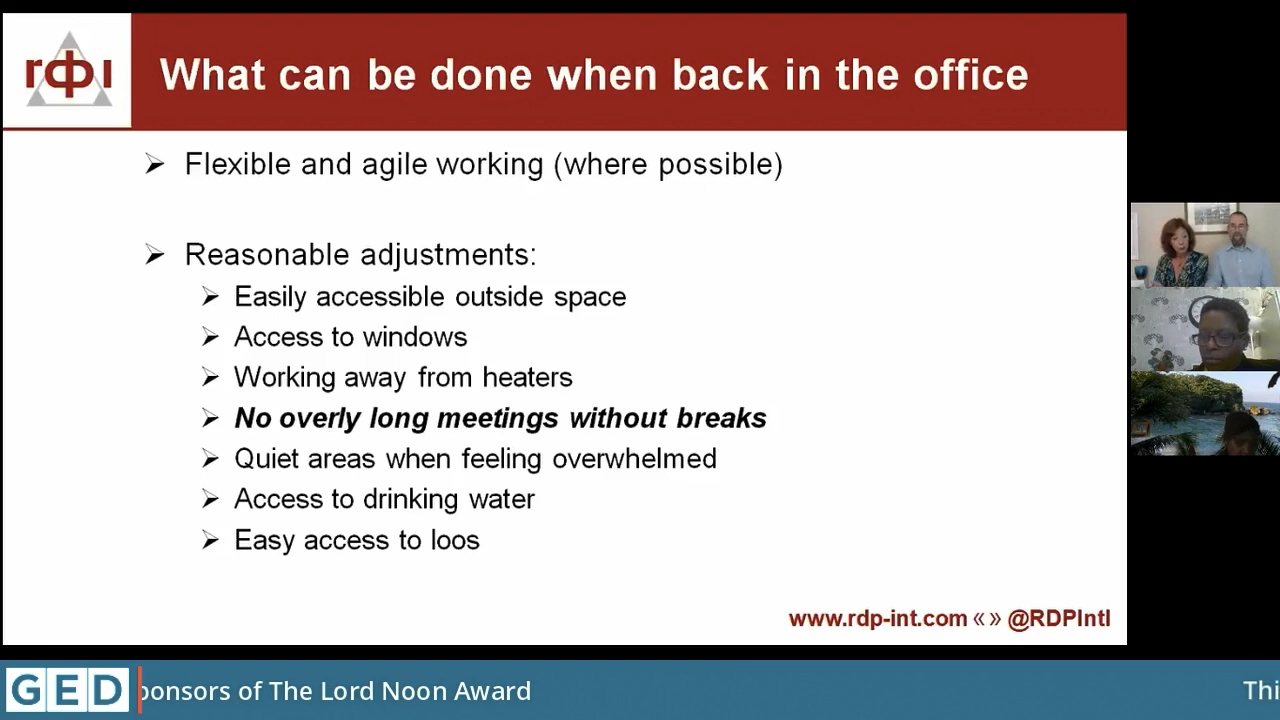 rφı
What can be done when back in the office
Flexible and agile working (where possible)
Reasonable adjustments:
Easily accessible outside space
Access to windows
Working away from heaters
No overly long meetings without breaks
Quiet areas when feeling overwhelmed
Access to drinking water
Easy access to loos
www.rdp-int.com «» @RDPIntl
GED ponsors of The Lord Noon Award Thi